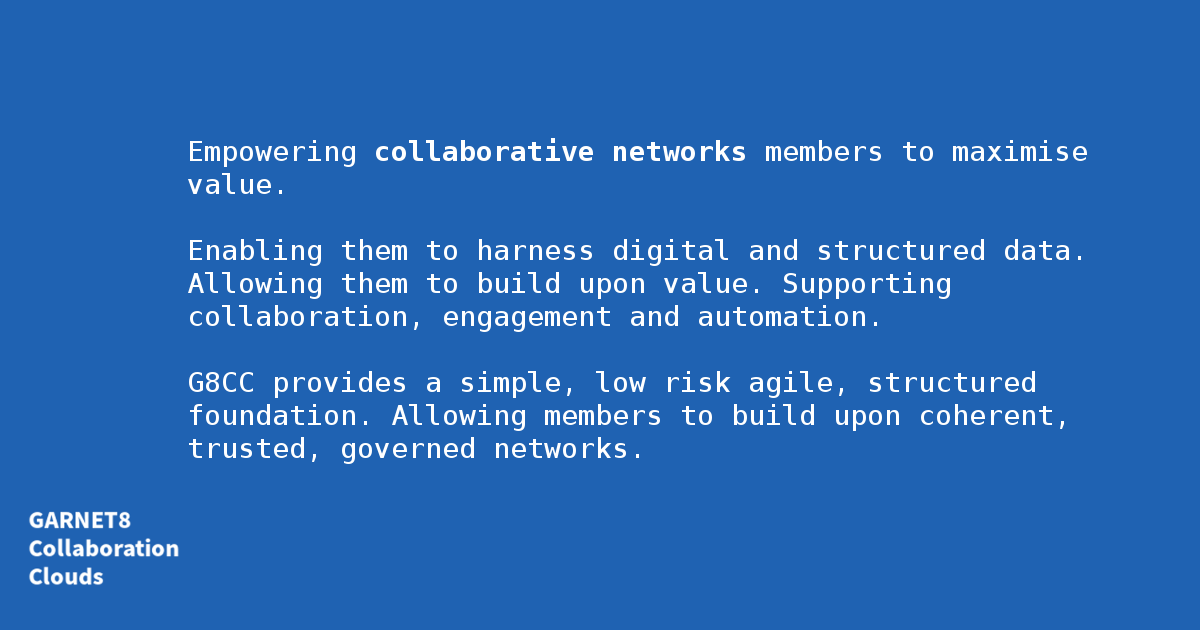 Empowering collaborative networks members to maximise
value.
Enabling them to harness digital and structured data.
Allowing them to build upon value. Supporting
collaboration, engagement and automation.
G8CC provides a simple, low risk agile, structured
foundation. Allowing members to build upon coherent,
trusted, governed networks.
GARNET8
Collaboration
Clouds